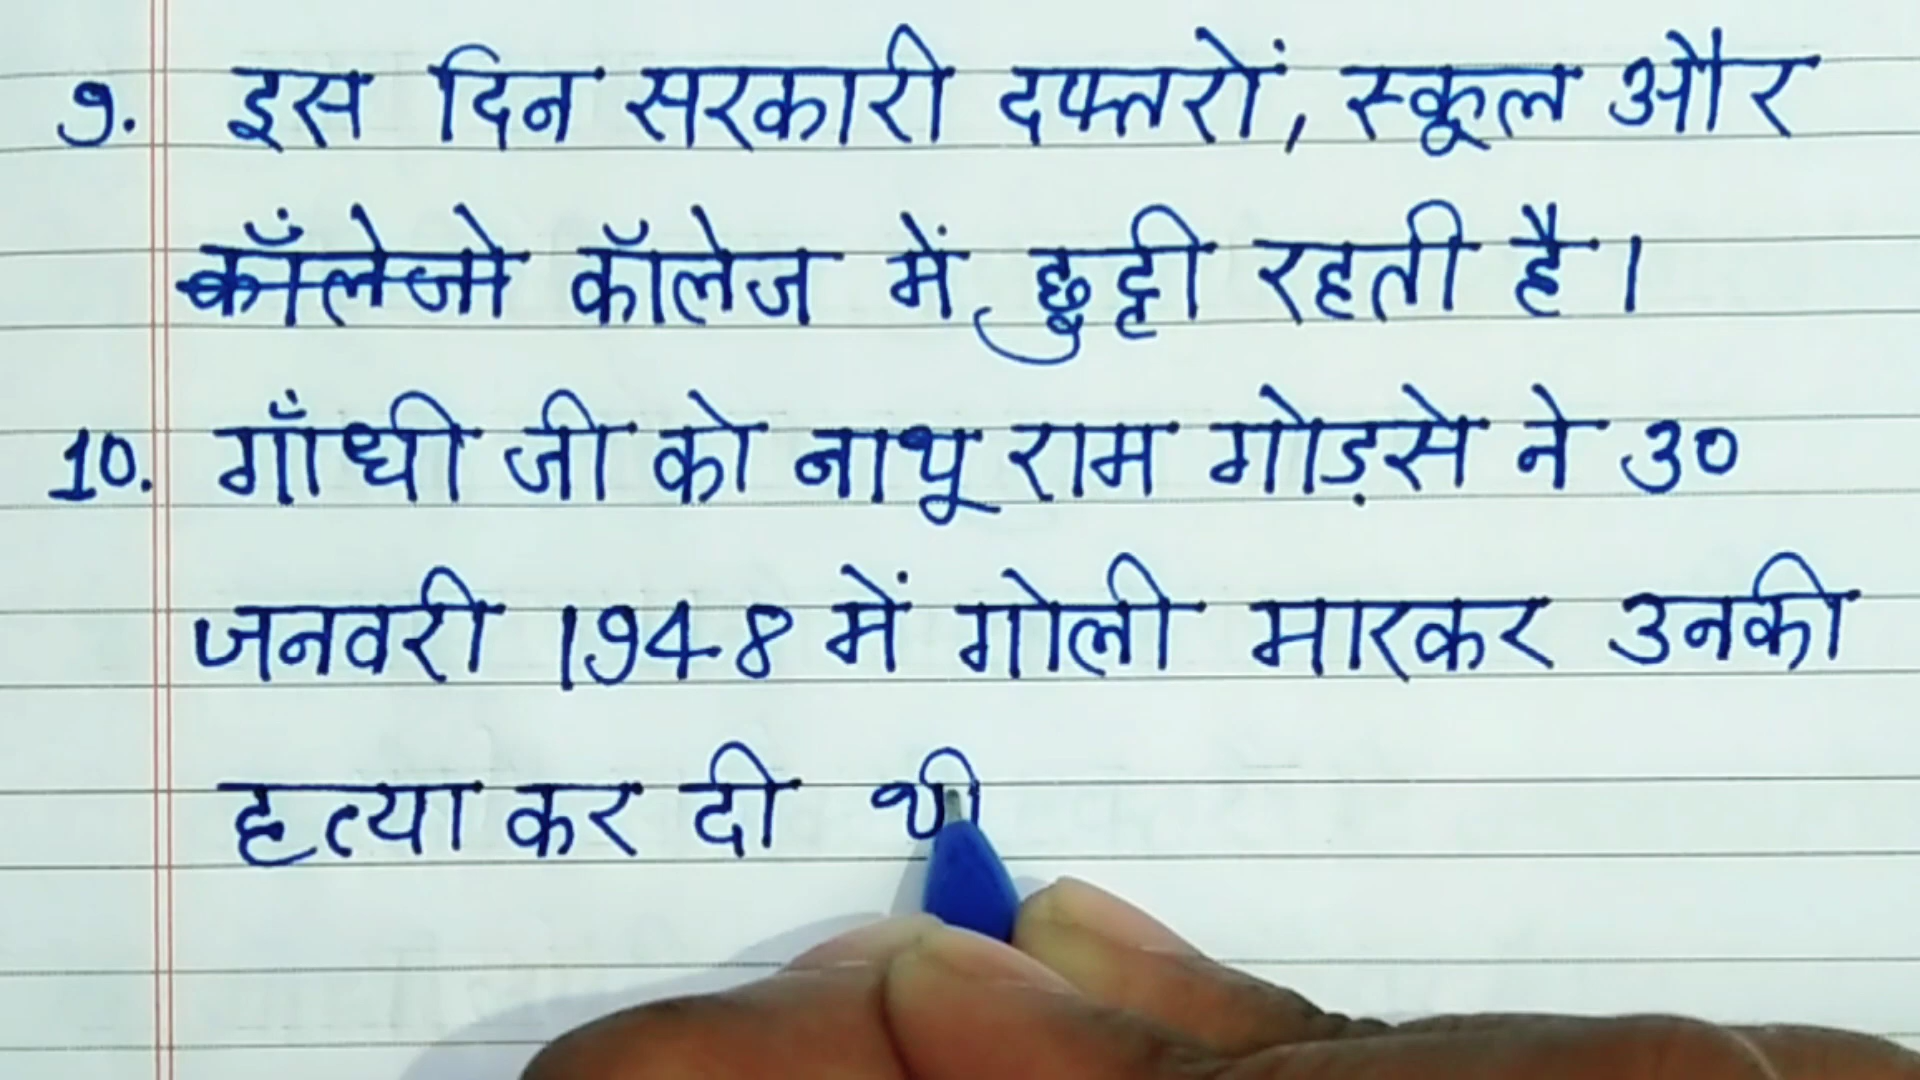 9. इस दिन सरकारी दफ्तरों, स्कूल और
कॉलेज में छुट्टी रहती है।
10. गाँधी जी को नाथू राम गोड़से ने 30
जनवरी 1948 में गोली मारकर उनकी
हत्या कर दी थी